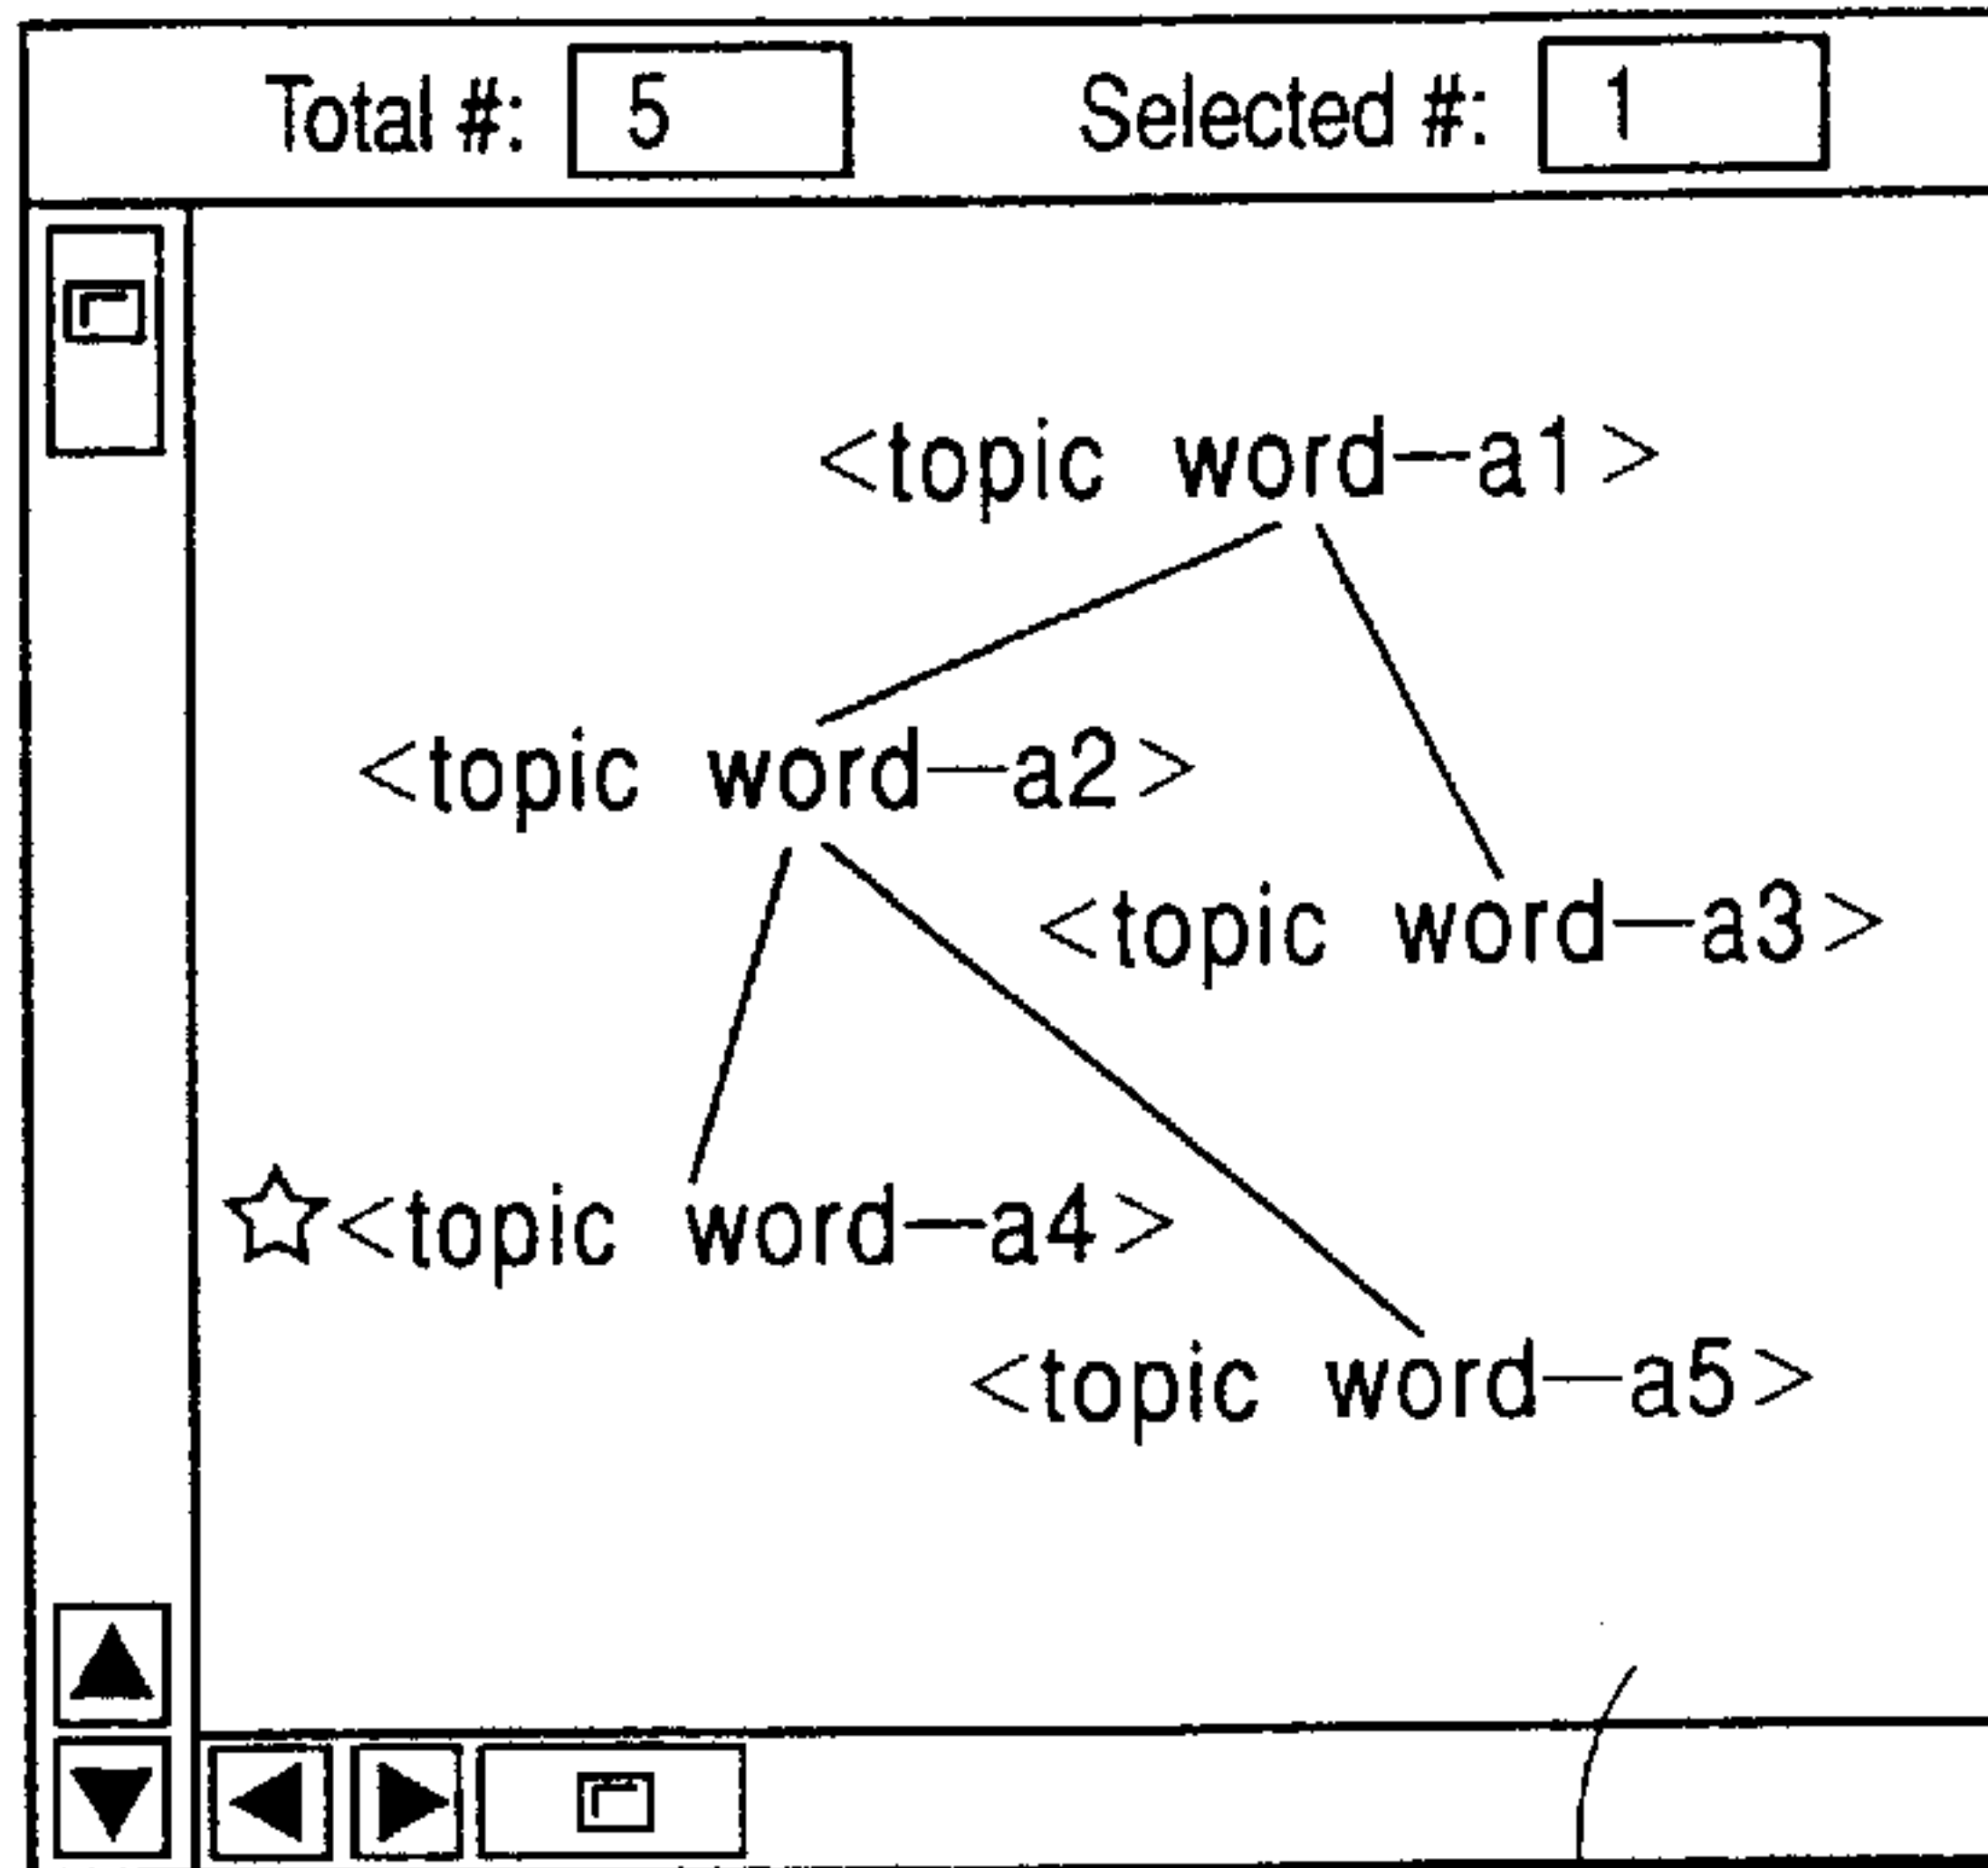 Total #: 5 Selected #: 1
<topic word—a1>
<topic word—a2>
<topic word—a3>
☆<topic word—a4>
<topic word—a5>